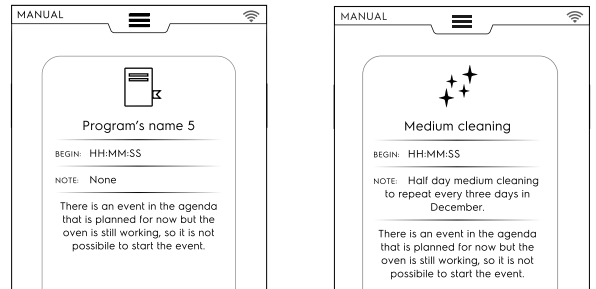 MANUAL
Program's name 5
BEGIN: HH:MM:SS
NOTE: None
There is an event in the agenda
that is planned for now but the
oven is still working, so it is not
possibile to start the event.
MANUAL
Medium cleaning
BEGIN: HH:MM:SS
NOTE: Half day medium cleaning
to repeat every three days in
December.
There is an event in the agenda
that is planned for now but the
oven is still working, so it is not
possibile to start the event.